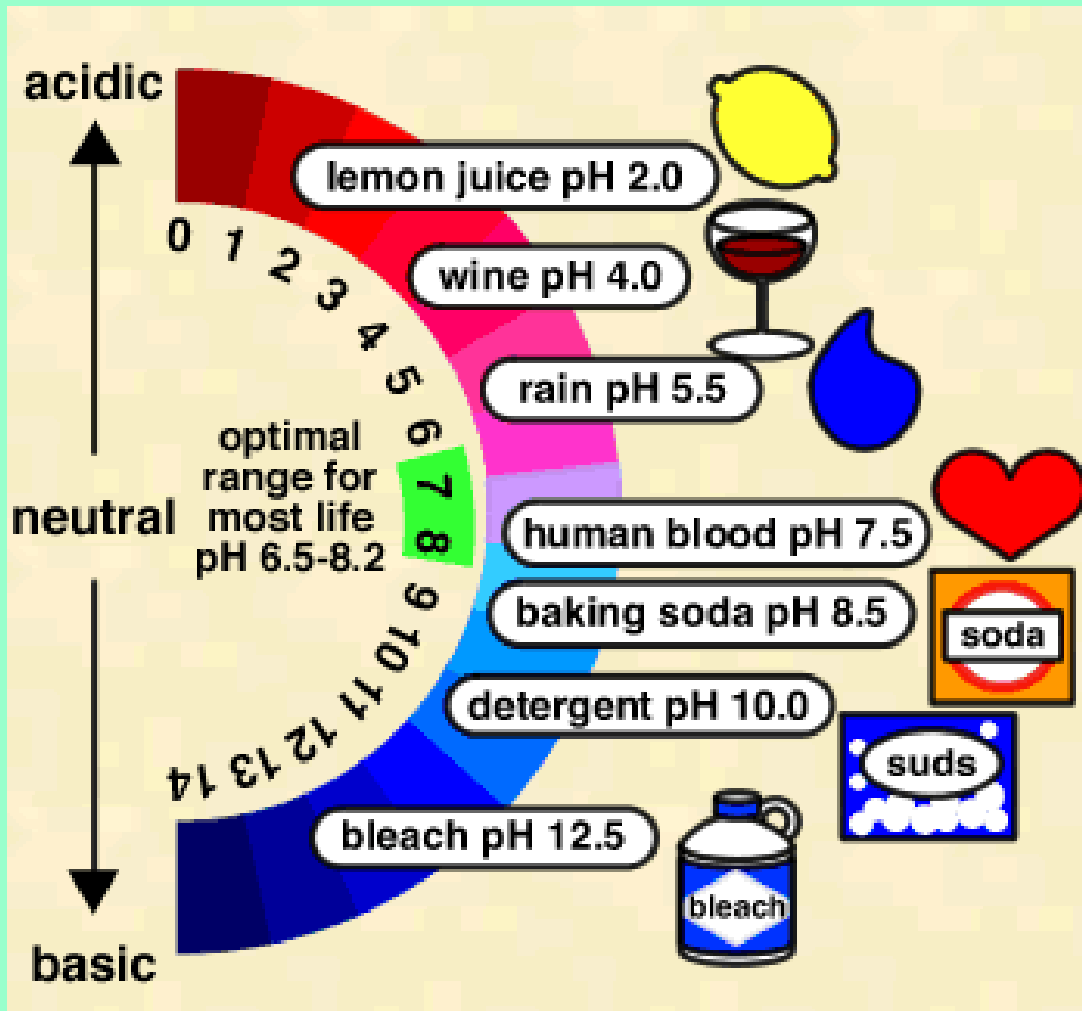 acidic
lemon juice pH 2.0
0
1
2
3
4
5
6
7
8
9
10
11
12
13
14
wine pH 4.0
rain pH 5.5
optimal
range for
most life
pH 6.5-8.2
neutral
human blood pH 7.5
baking soda pH 8.5
soda
detergent pH 10.0
suds
bleach pH 12.5
bleach
basic